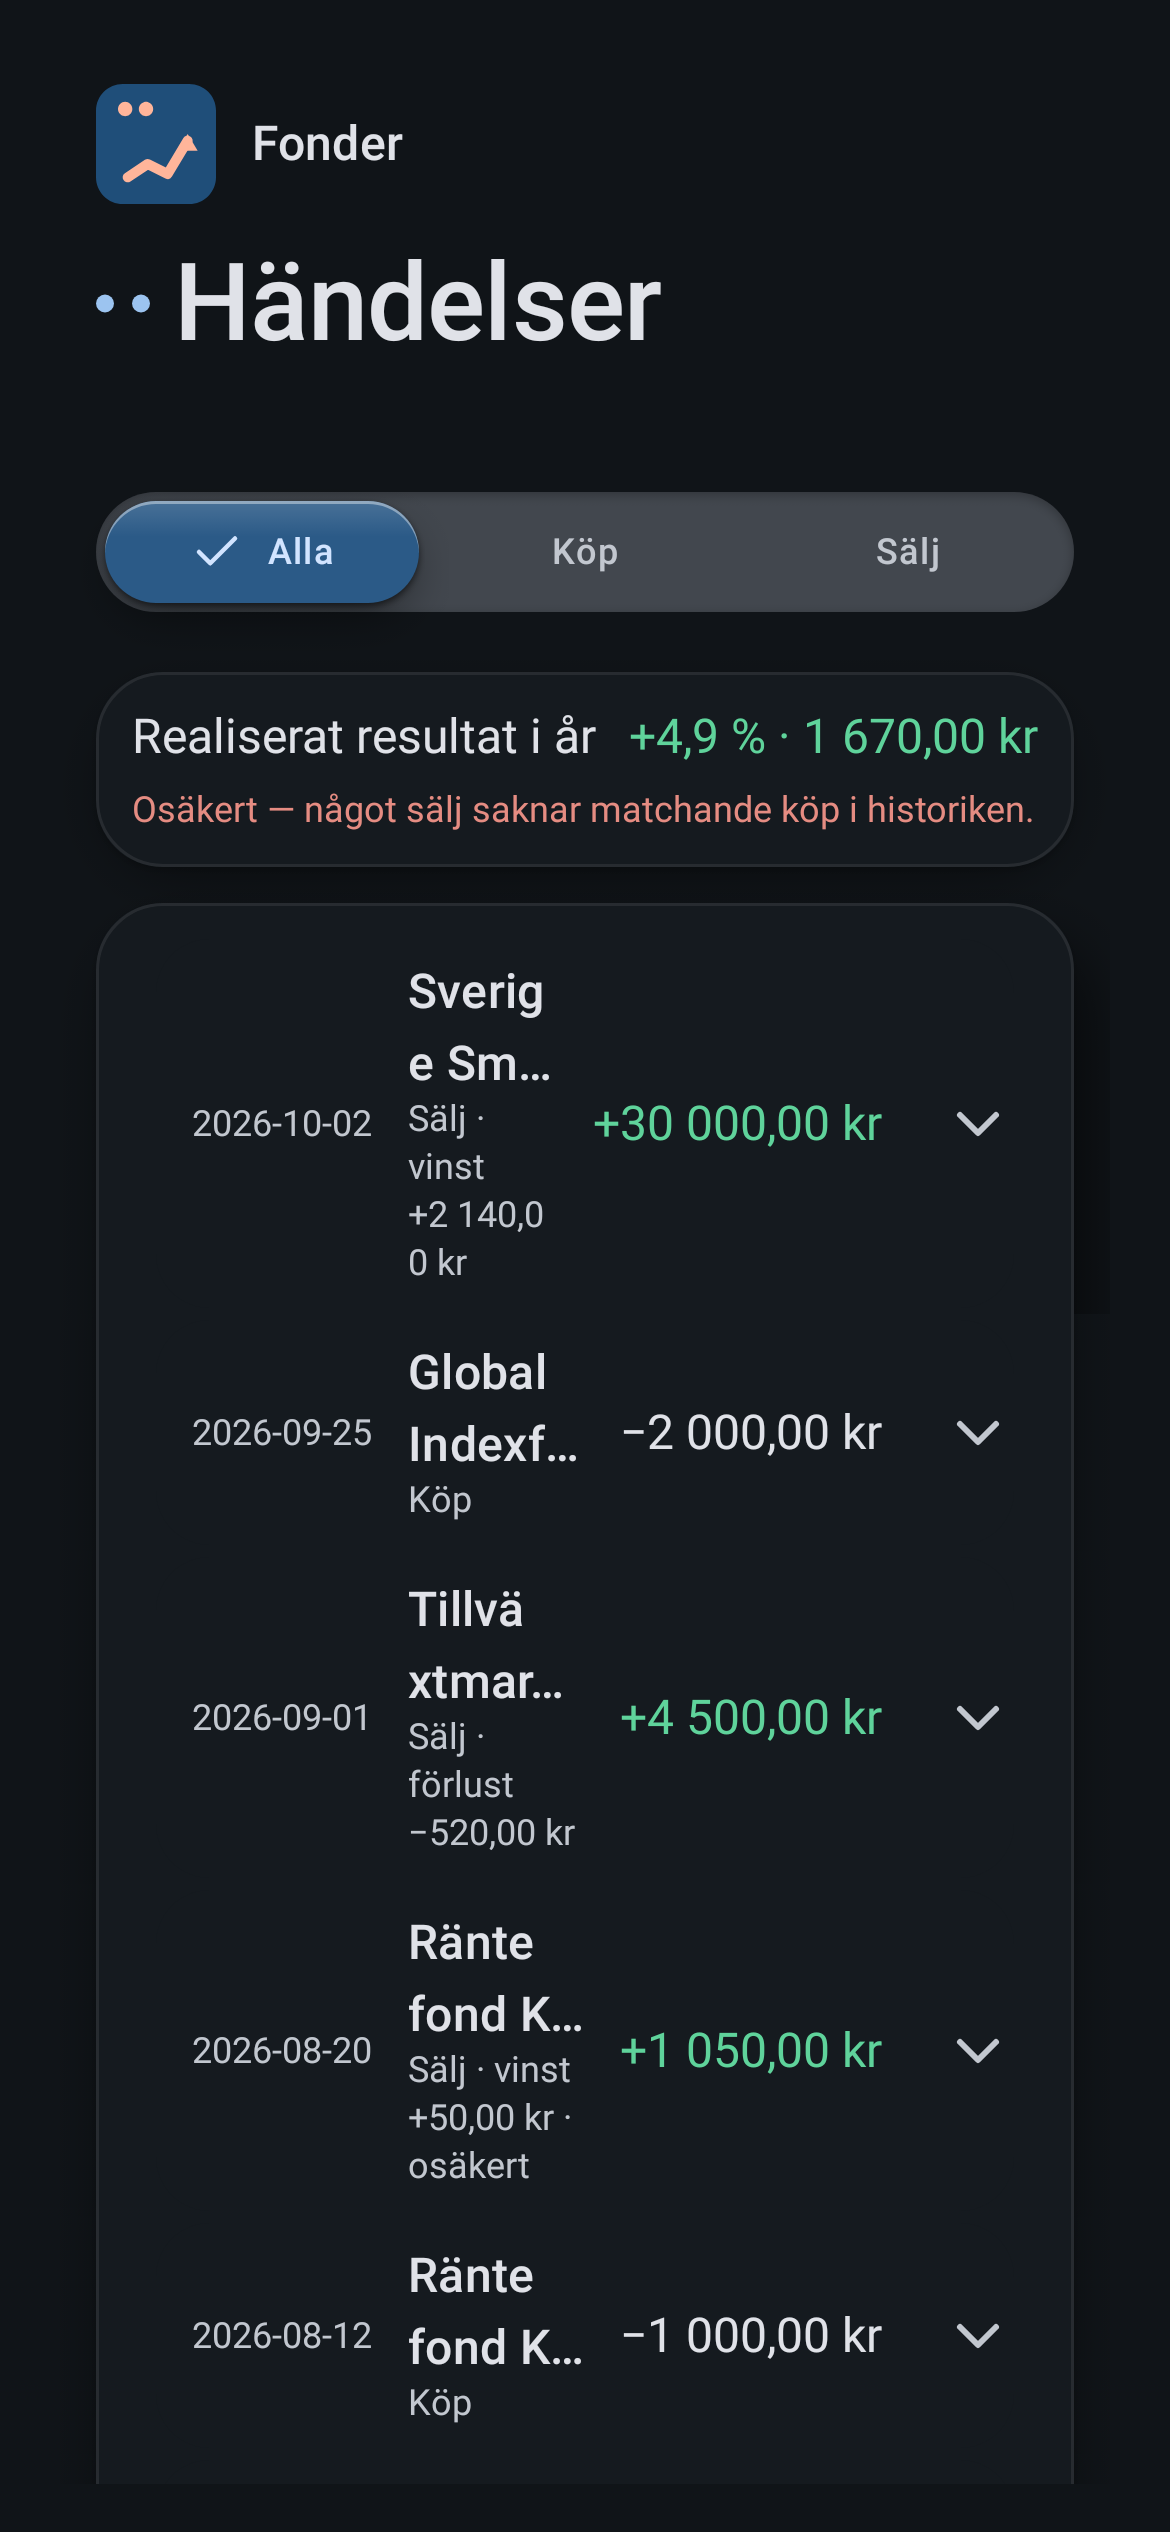 Fonder
Händelser
Alla Köp Sälj
Realiserat resultat i år +4,9 % · 1 670,00 kr
Osäkert — något sälj saknar matchande köp i historiken.
2026-10-02
Sverig
e Sm…
Sälj ·
vinst
+2 140,0
0 kr
+30 000,00 kr
2026-09-25
Global
Indexf…
Köp
−2 000,00 kr
2026-09-01
Tillvä
xtmar…
Sälj ·
förlust
−520,00 kr
+4 500,00 kr
2026-08-20
Ränte
fond K…
Sälj · vinst
+50,00 kr ·
osäkert
+1 050,00 kr
2026-08-12
Ränte
fond K…
Köp
−1 000,00 kr